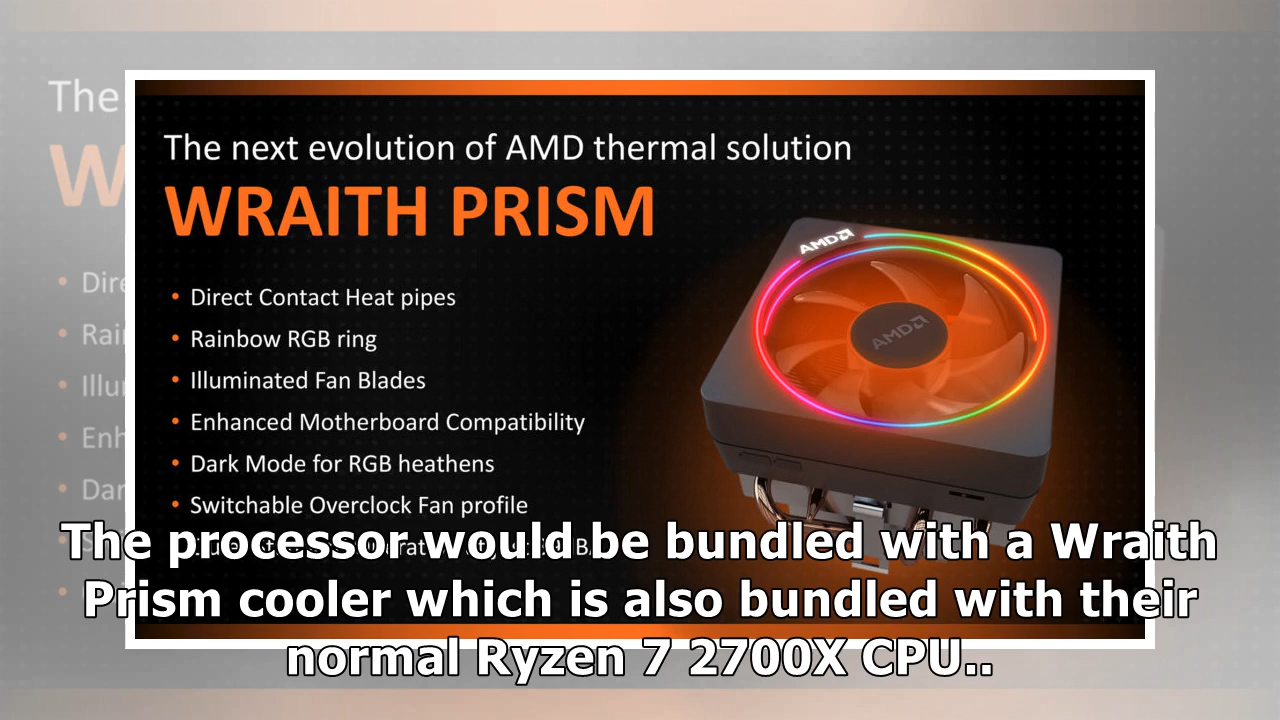 The next evolution of AMD thermal solution
WRAITH PRISM
• Direct Contact Heat pipes
• Rainbow RGB ring
• Illuminated Fan Blades
• Enhanced Motherboard Compatibility
• Dark Mode for RGB heathens
• Switchable Overclock Fan profile
AMD
AMD
The processor would be bundled with a Wraith
Prism cooler which is also bundled with their
normal Ryzen 7 2700X CPU..